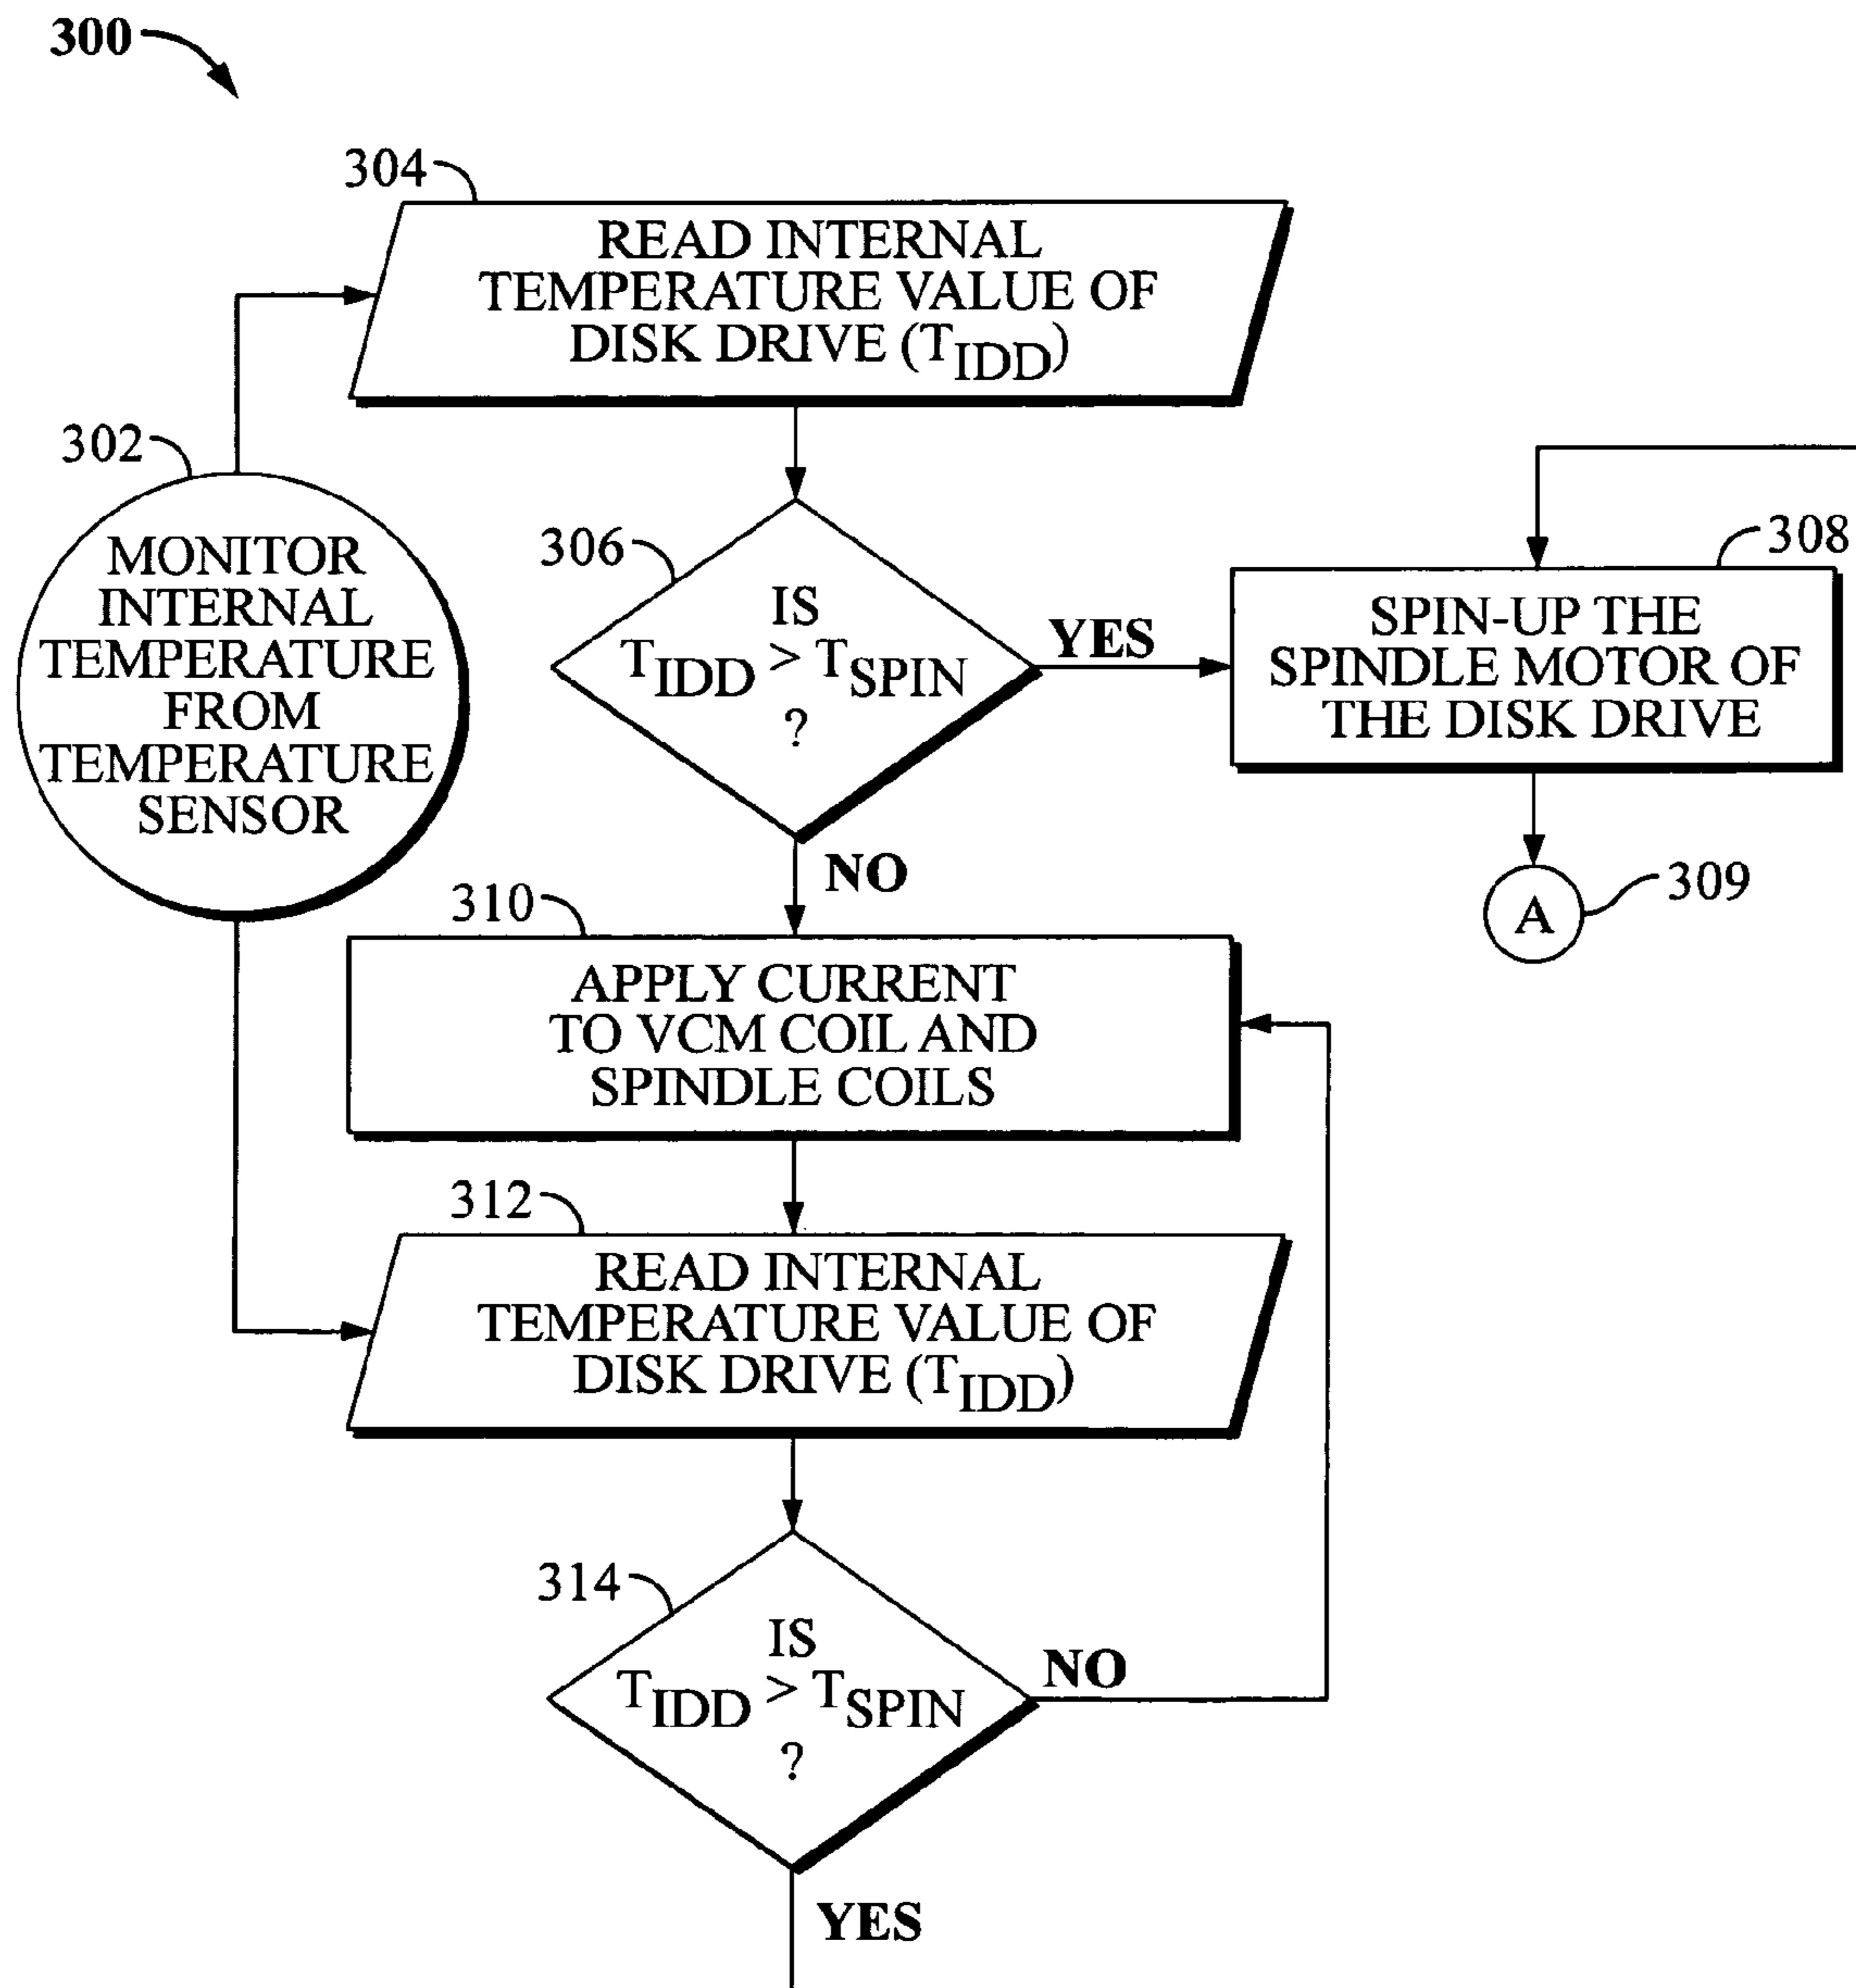 300
304
READ INTERNAL
TEMPERATURE VALUE OF
DISK DRIVE (TIDD)
302
MONITOR
INTERNAL
TEMPERATURE
FROM
TEMPERATURE
SENSOR
306
IS
TIDD > TSPIN
?
YES
308
SPIN-UP THE
SPINDLE MOTOR OF
THE DISK DRIVE
NO
A
309
310
APPLY CURRENT
TO VCM COIL AND
SPINDLE COILS
312
READ INTERNAL
TEMPERATURE VALUE OF
DISK DRIVE (TIDD)
314
IS
TIDD > TSPIN
?
NO
YES